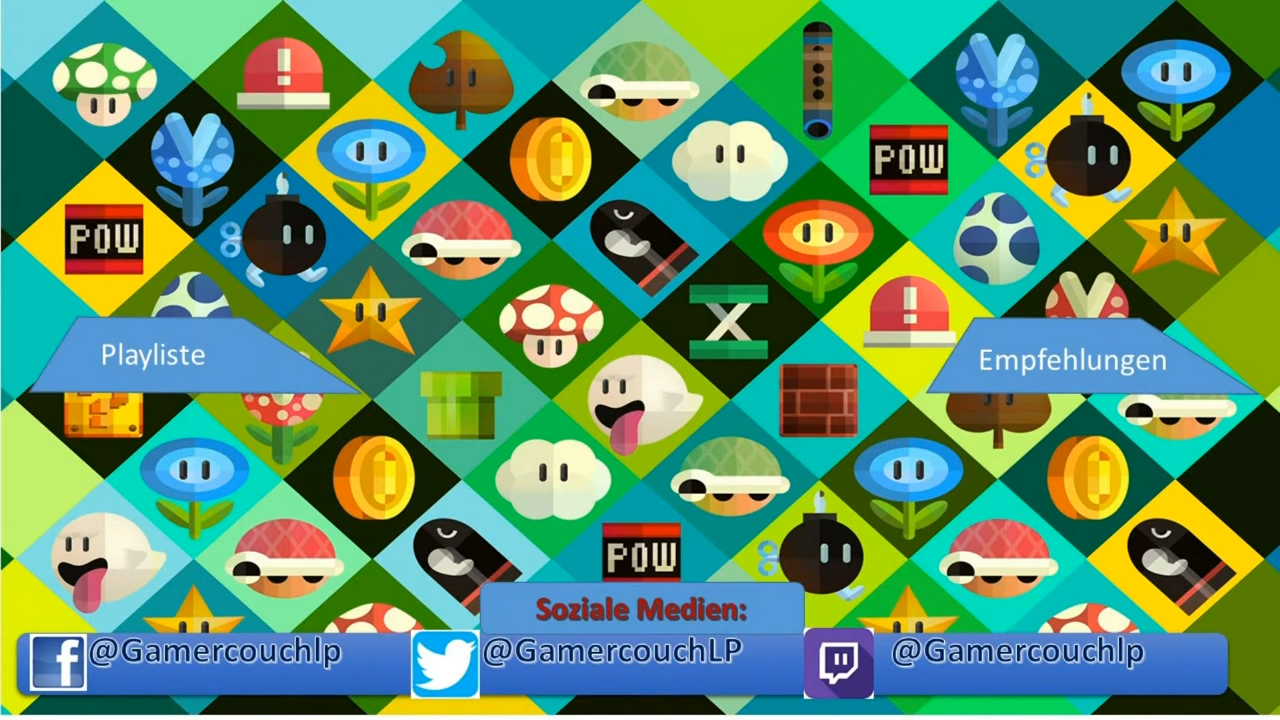 !
POW
POW
!
Playliste
Empfehlungen
?
POW
Soziale Medien:
@Gamercouchlp
@GamercouchLP
@Gamercouchlp